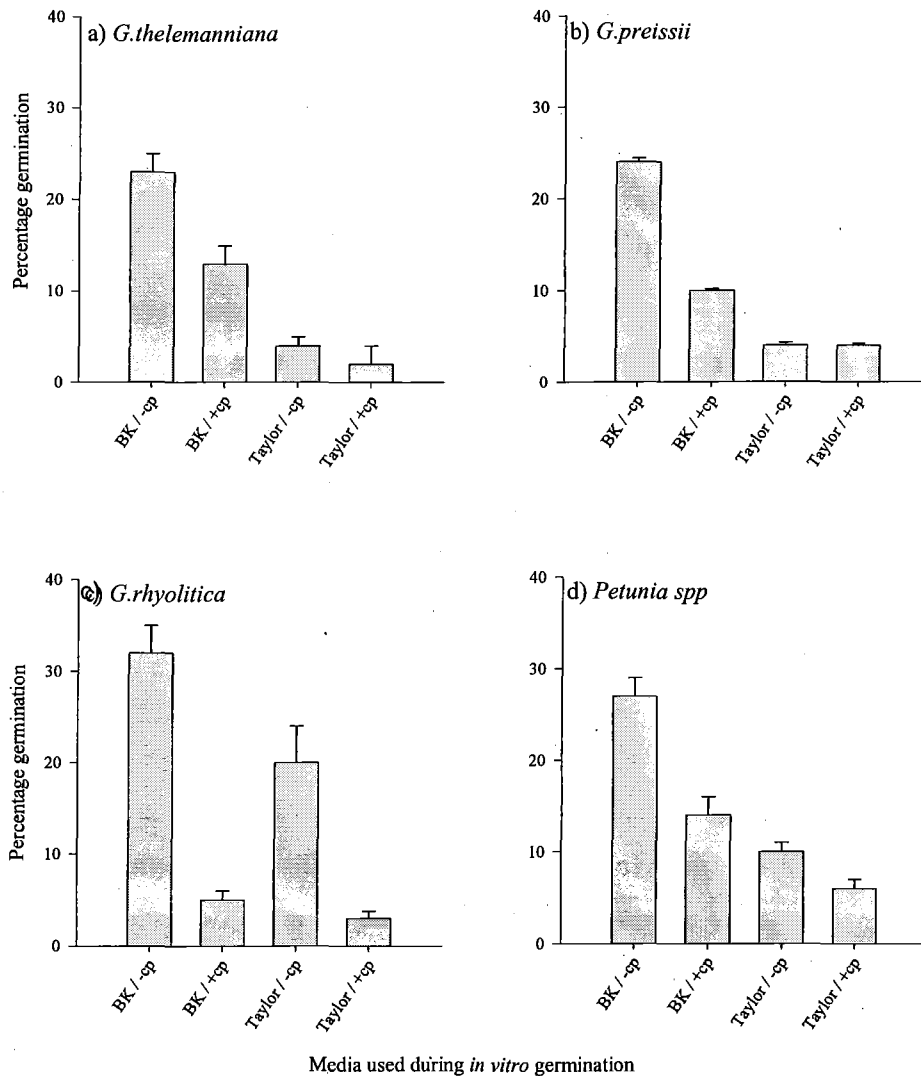 a) G.thelemanniana
40
30
20
10
0
Percentage germination
BK / -cp
BK / +cp
Taylor / -cp
Taylor / +cp
b) G.preissii
40
30
20
10
0
BK / -cp
BK / +cp
Taylor / -cp
Taylor / +cp
c) G.rhyolitica
40
30
20
10
0
Percentage germination
BK / -cp
BK / +cp
Taylor / -cp
Taylor / +cp
d) Petunia spp
40
30
20
10
0
BK / -cp
BK / +cp
Taylor / -cp
Taylor / +cp
Media used during in vitro germination